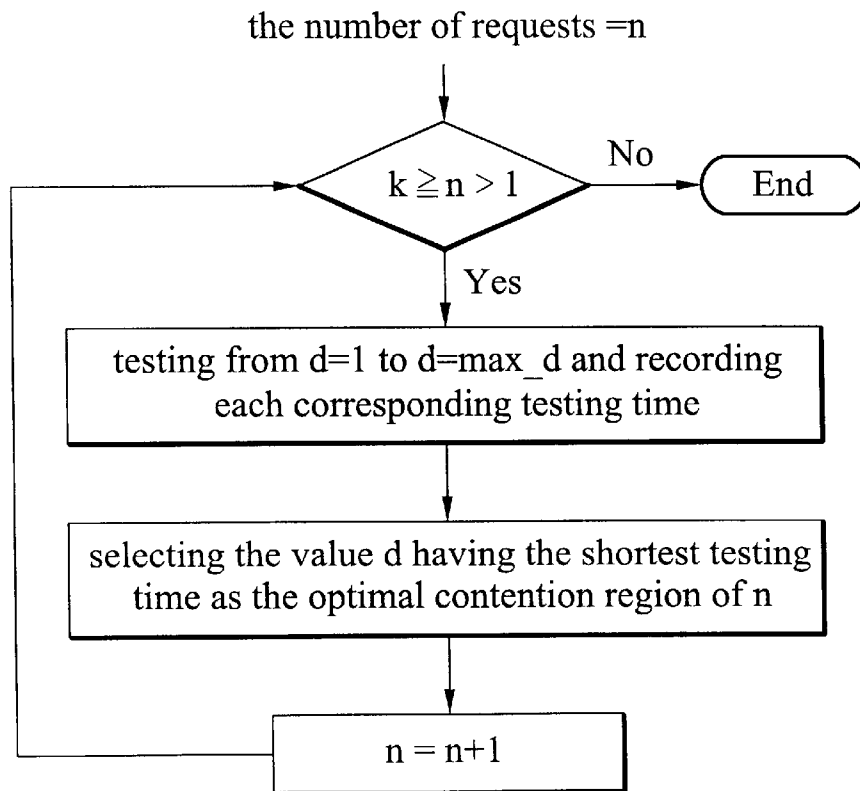 the number of requests =n
k ≧ n > 1
No
End
Yes
testing from d=1 to d=max_d and recording
each corresponding testing time
selecting the value d having the shortest testing
time as the optimal contention region of n
n = n+1